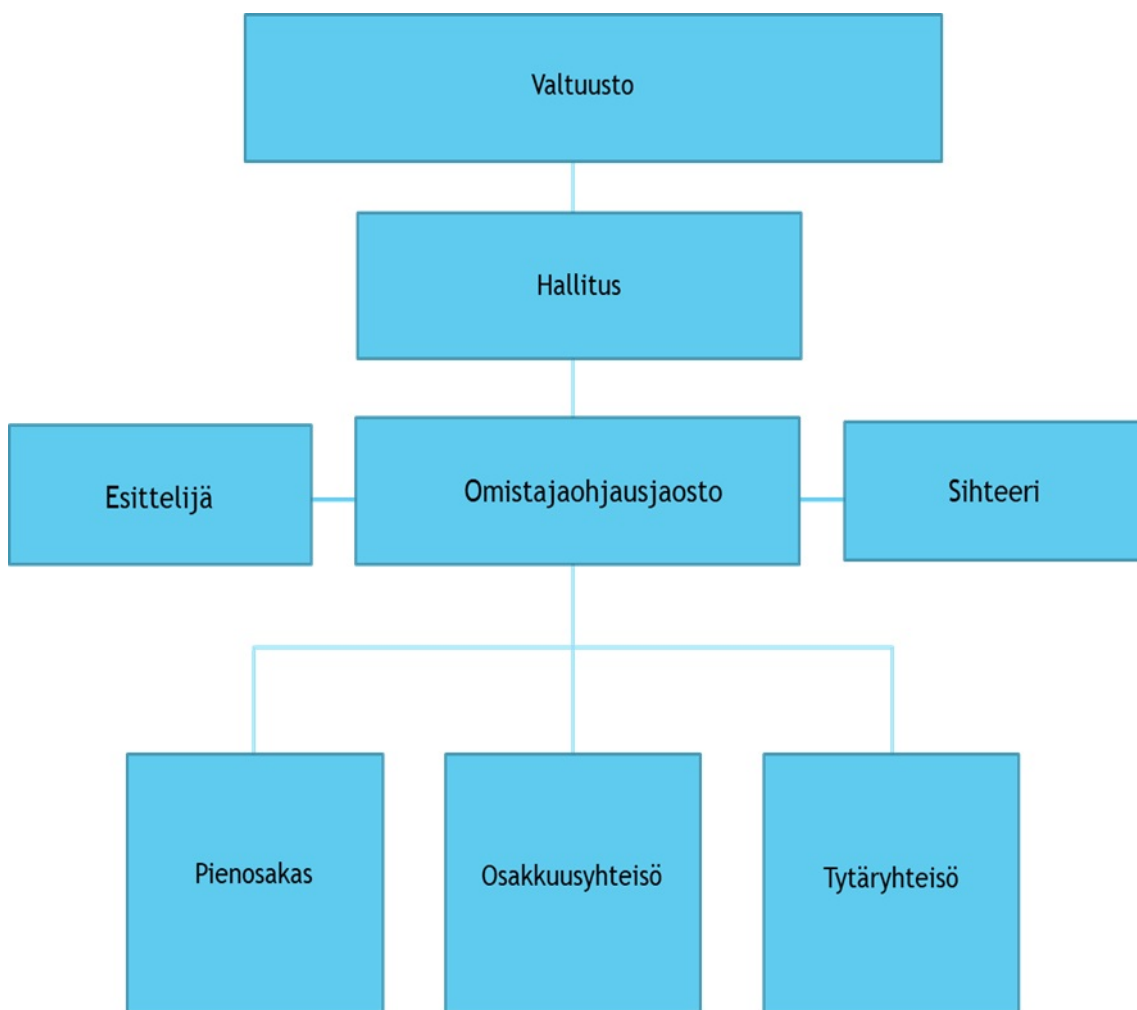 Valtuusto
Hallitus
Esittelijä
Omistajaohjausjaosto
Sihteeri
Pienosakas
Osakkuusyhteisö
Tytäryhteisö